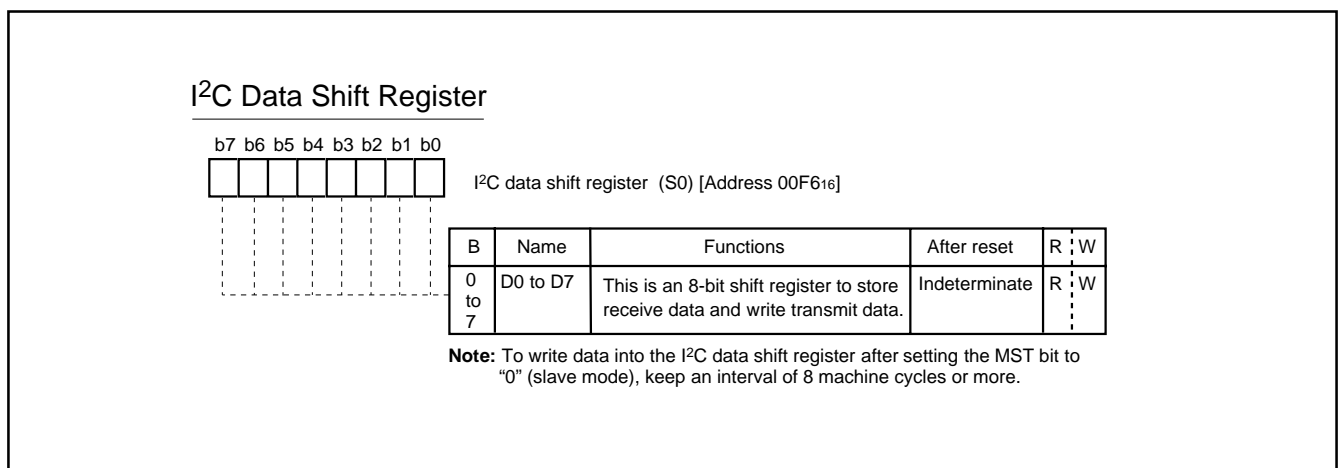 I²C Data Shift Register
b7 b6 b5 b4 b3 b2 b1 b0
I²C data shift register (S0) [Address 00F6₁₆]
B Name Functions After reset R W
0 to 7 D0 to D7 This is an 8-bit shift register to store Indeterminate R W
receive data and write transmit data.
Note: To write data into the I²C data shift register after setting the MST bit to
“0” (slave mode), keep an interval of 8 machine cycles or more.